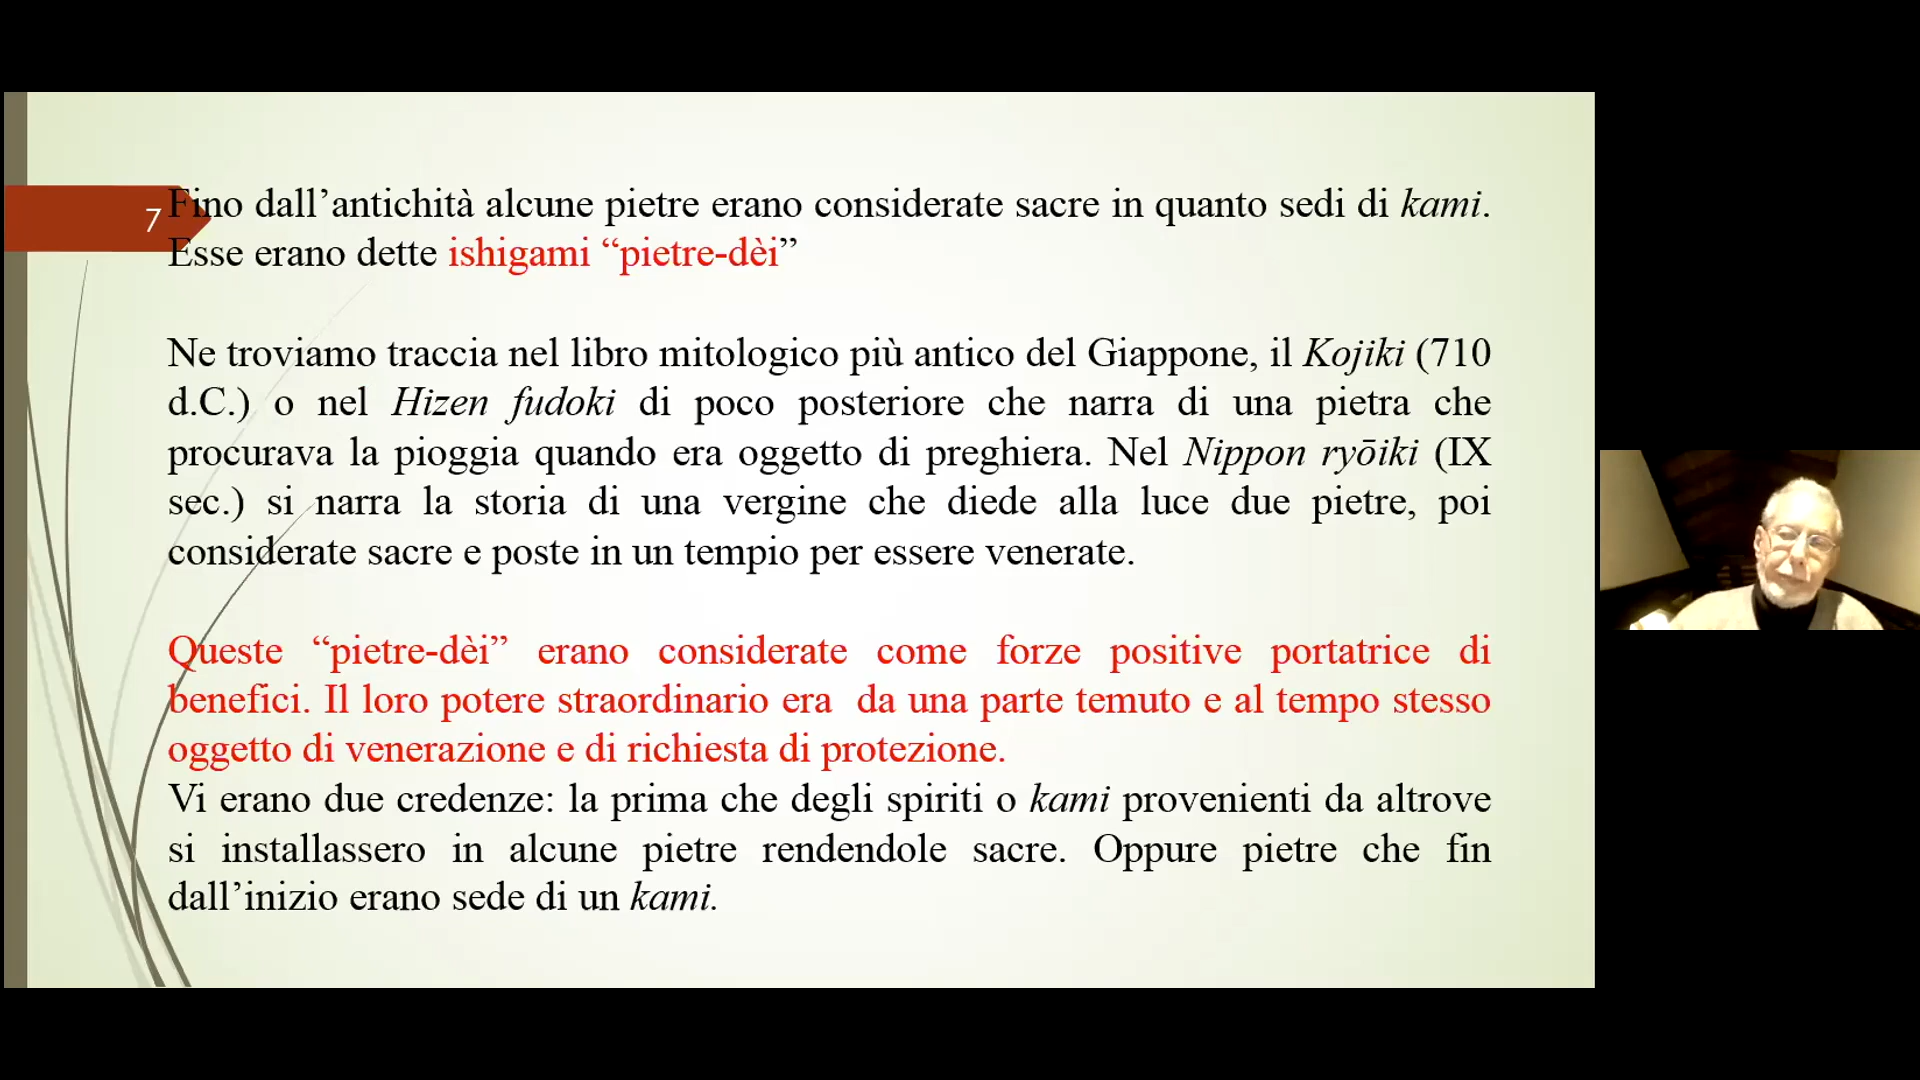 7
Fino dall’antichità alcune pietre erano considerate sacre in quanto sedi di kami.
Esse erano dette ishigami “pietre-dèi”
Ne troviamo traccia nel libro mitologico più antico del Giappone, il Kojiki (710
d.C.) o nel Hizen fudoki di poco posteriore che narra di una pietra che
procurava la pioggia quando era oggetto di preghiera. Nel Nippon ryōiki (IX
sec.) si narra la storia di una vergine che diede alla luce due pietre, poi
considerate sacre e poste in un tempio per essere venerate.
Queste “pietre-dèi” erano considerate come forze positive portatrice di
benefici. Il loro potere straordinario era  da una parte temuto e al tempo stesso
oggetto di venerazione e di richiesta di protezione.
Vi erano due credenze: la prima che degli spiriti o kami provenienti da altrove
si installassero in alcune pietre rendendole sacre. Oppure pietre che fin
dall’inizio erano sede di un kami.